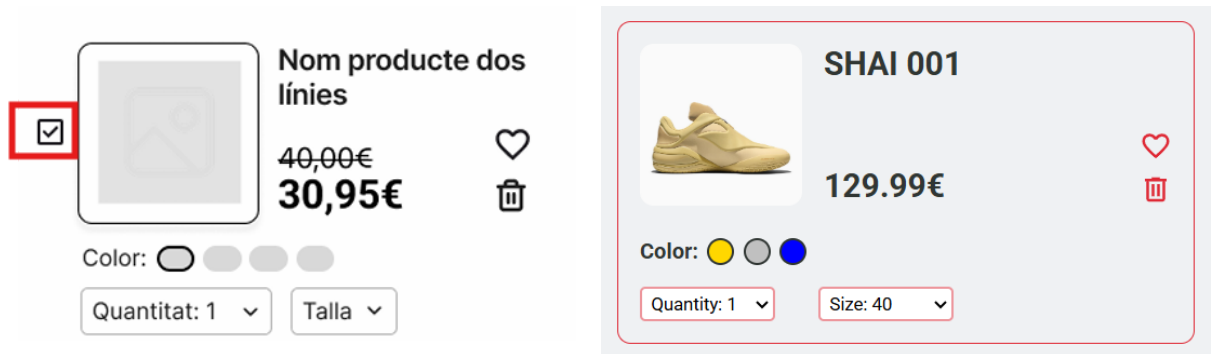 Nom producte dos
línies
40,00€
30,95€
Color:
Quantitat: 1
Talla
SHAI 001
129.99€
Color:
Quantity: 1
Size: 40